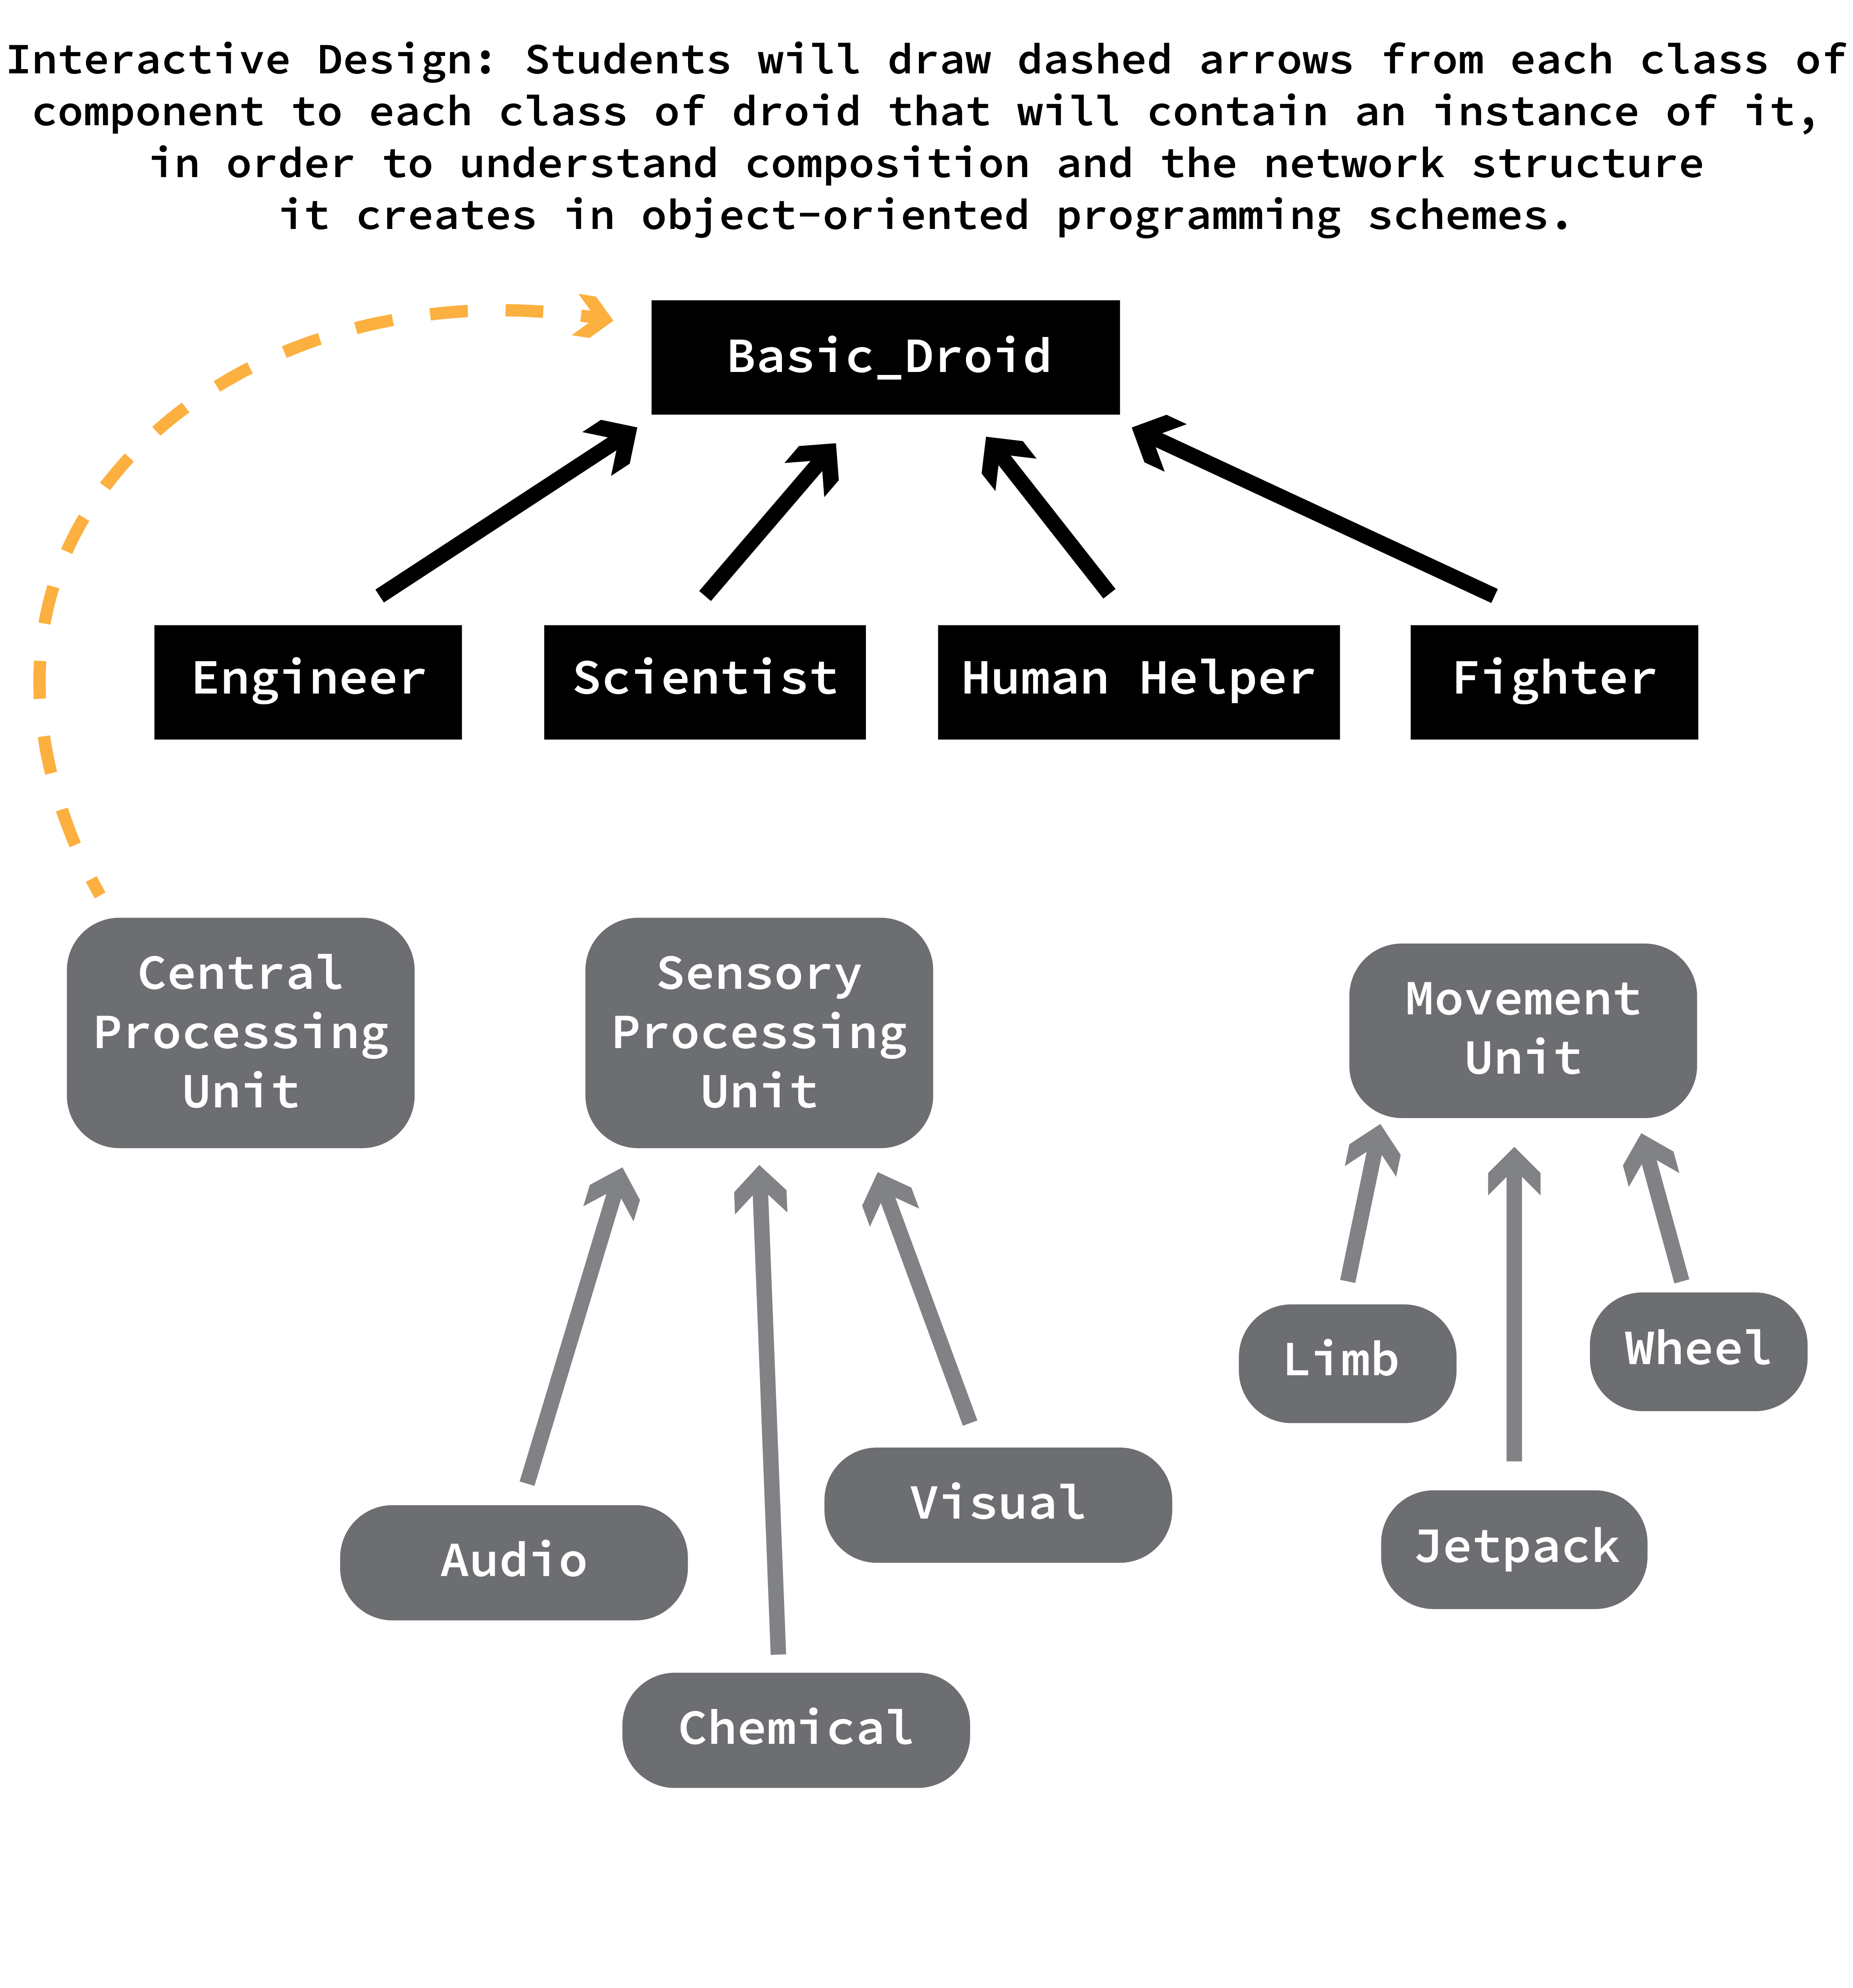 Interactive Design: Students will draw dashed arrows from each class of
component to each class of droid that will contain an instance of it,
in order to understand composition and the network structure
it creates in object-oriented programming schemes.
Basic_Droid
Engineer
Scientist
Human Helper
Fighter
Central
Processing
Unit
Sensory
Processing
Unit
Movement
Unit
Limb
Wheel
Visual
Jetpack
Audio
Chemical